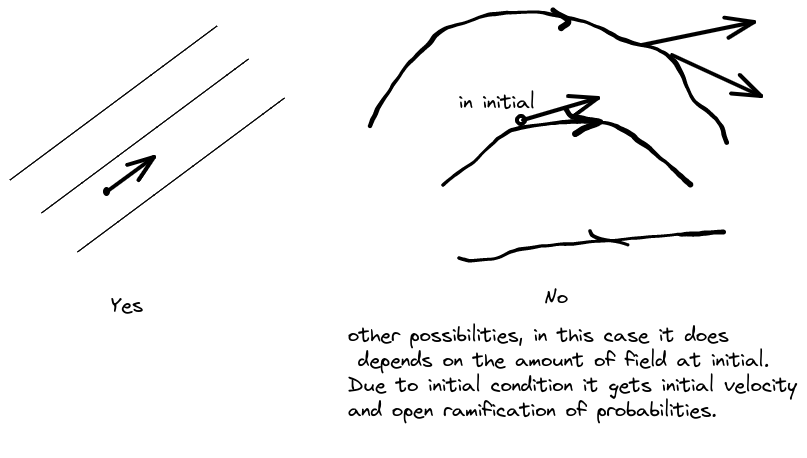 in initial
Yes
No
other possibilities, in this case it does
depends on the amount of field at initial.
Due to initial condition it gets initial velocity
and open ramification of probabilities.